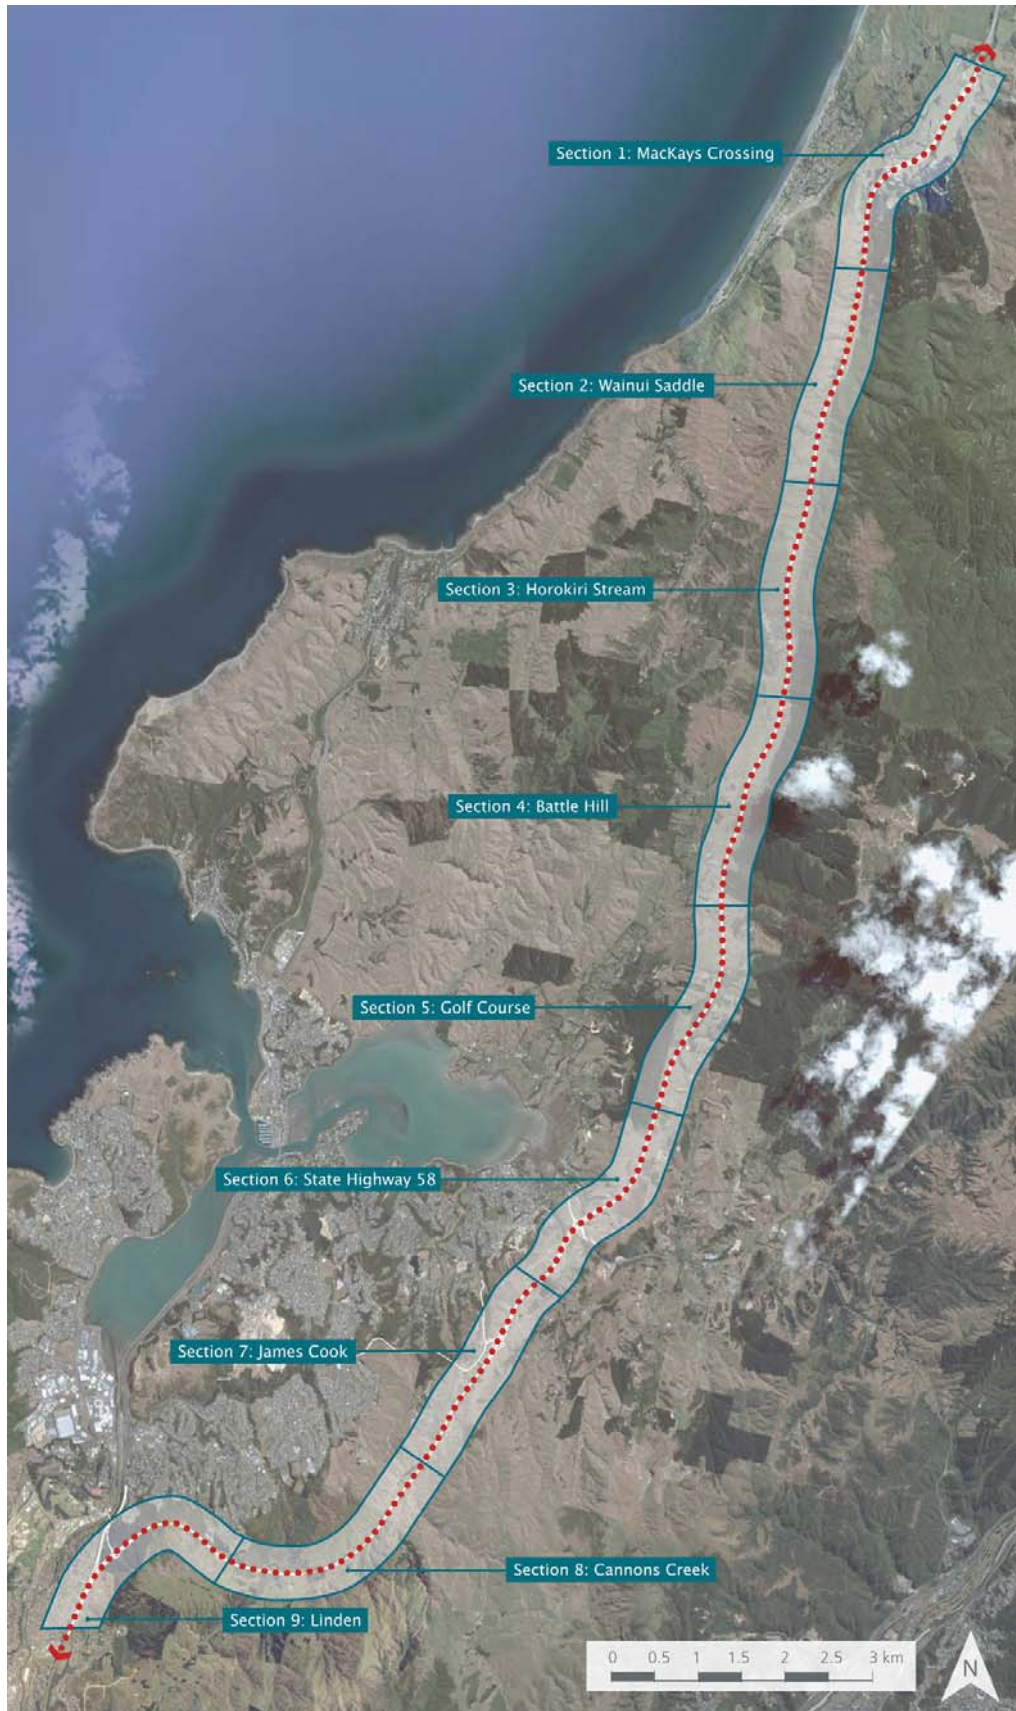 Section 1: MacKays Crossing
Section 2: Wainui Saddle
Section 3: Horokiri Stream
Section 4: Battle Hill
Section 5: Golf Course
Section 6: State Highway 58
Section 7: James Cook
Section 8: Cannons Creek
Section 9: Linden
0 0.5 1 1.5 2 2.5 3 km
N